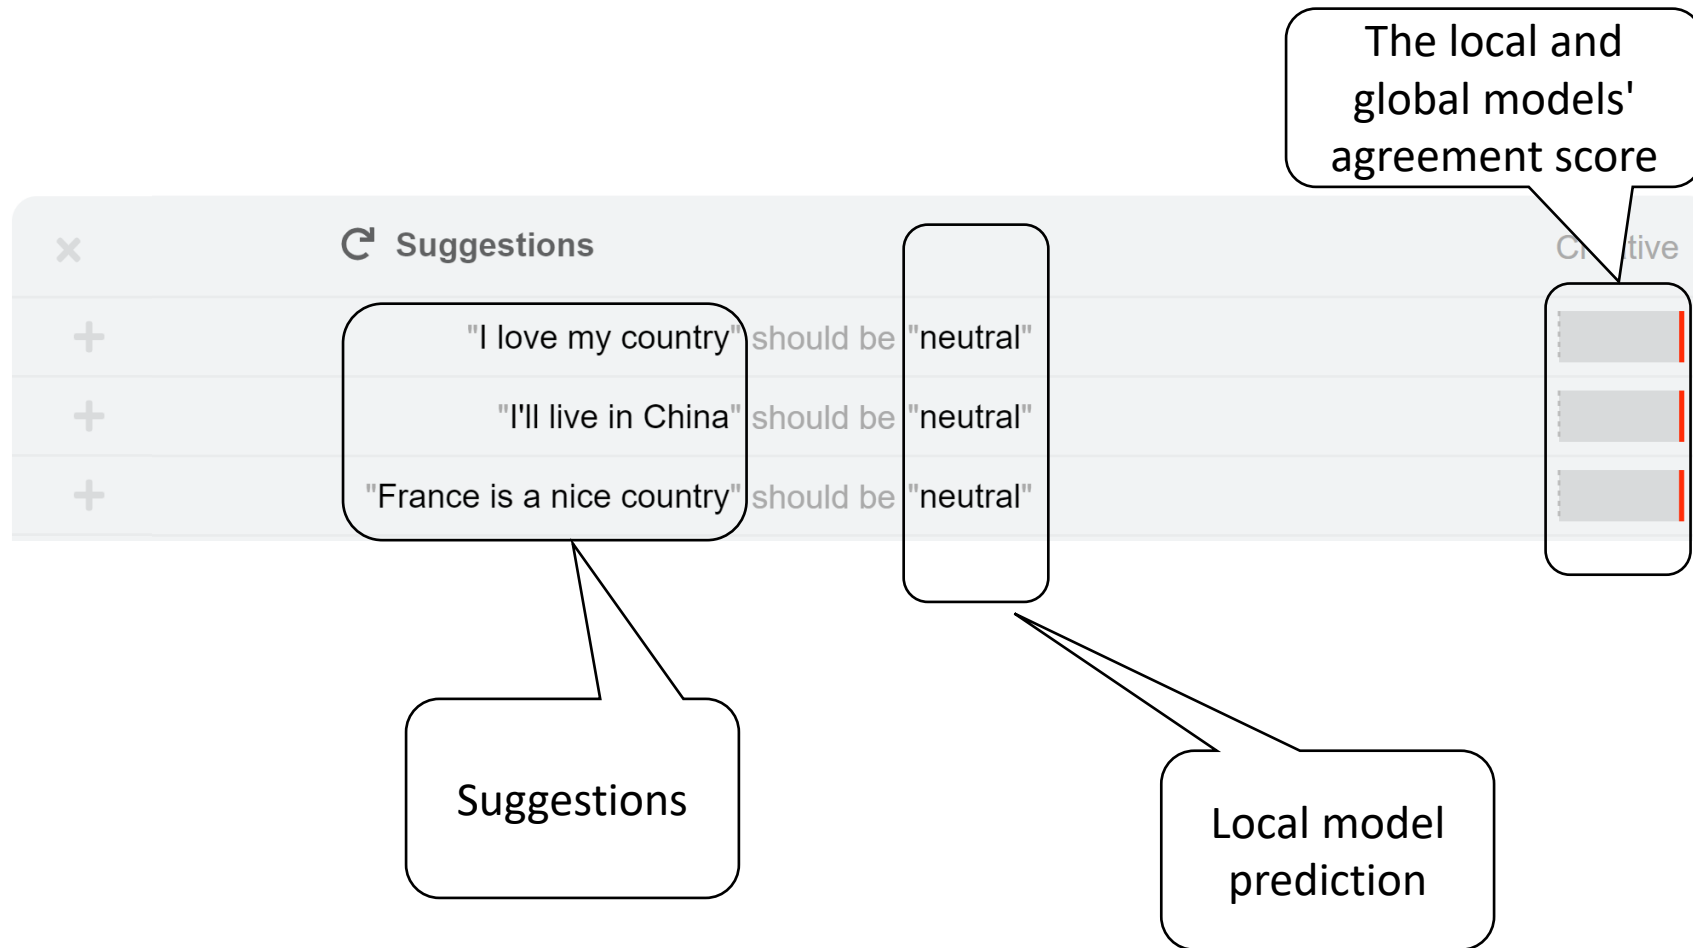 The local and
global models'
agreement score
Suggestions
"I love my country" should be "neutral"
"I'll live in China" should be "neutral"
"France is a nice country" should be "neutral"
Suggestions
Local model
prediction